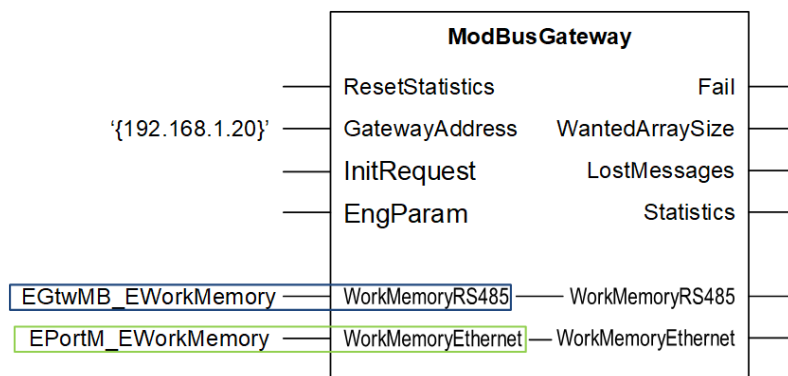 ModBusGateway
ResetStatistics Fail
‘{192.168.1.20}’ GatewayAddress WantedArraySize
InitRequest LostMessages
EngParam Statistics
EGtwMB_EWorkMemory WorkMemoryRS485 WorkMemoryRS485
EPortM_EWorkMemory WorkMemoryEthernet WorkMemoryEthernet